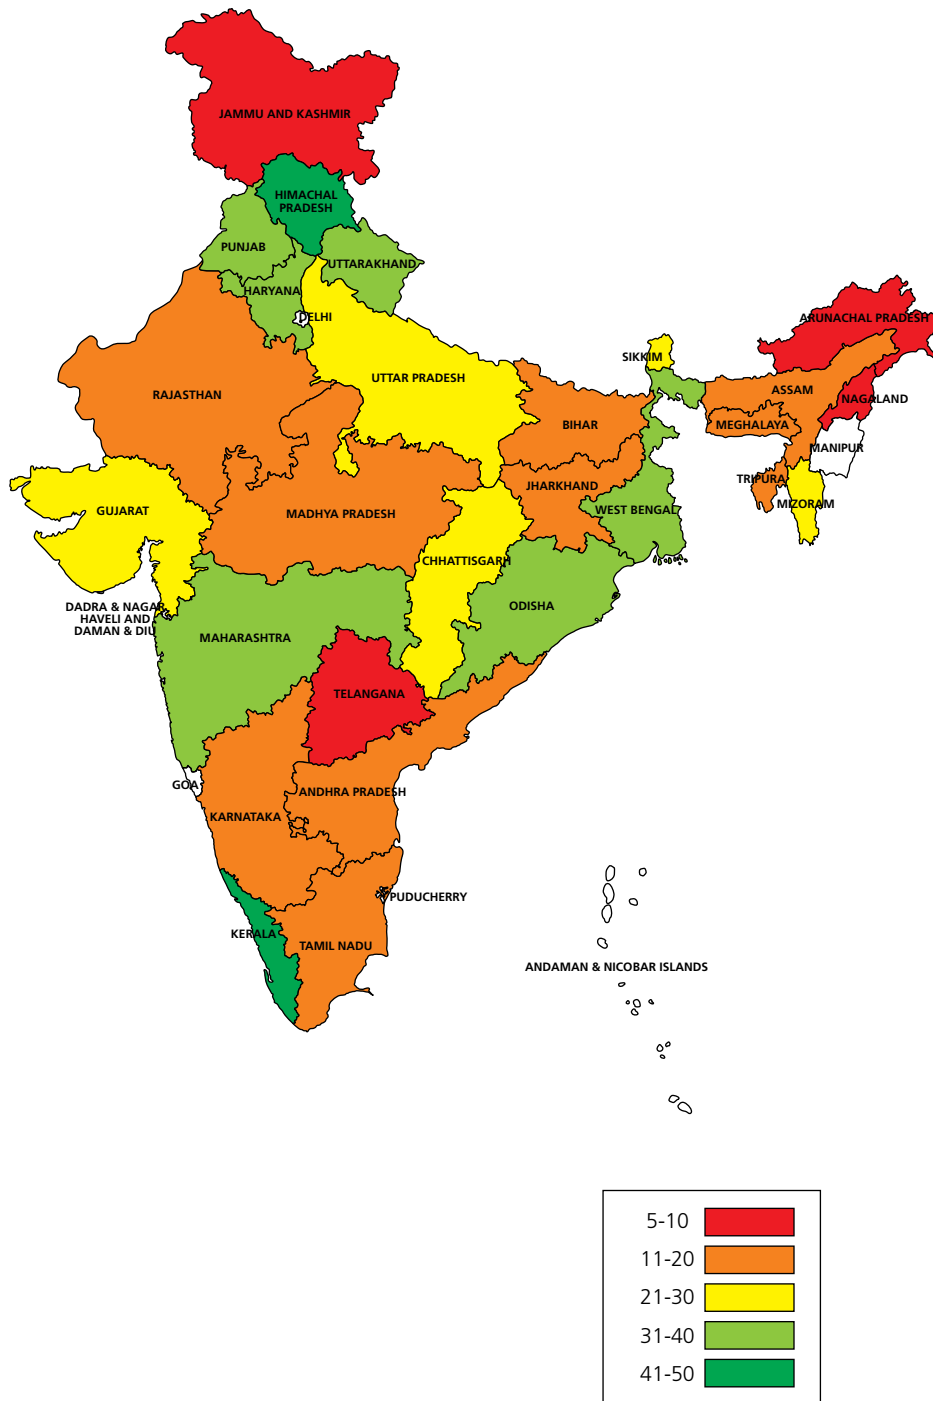 JAMMU AND KASHMIR
HIMACHAL
PRADESH
PUNJAB
UTTARAKHAND
HARYANA
DELHI
ARUNACHAL PRADESH
SIKKIM
UTTAR PRADESH
ASSAM
RAJASTHAN
NAGALAND
BIHAR
MEGHALAYA
MANIPUR
TRIPURA
JHARKHAND
MIZORAM
GUJARAT
MADHYA PRADESH
WEST BENGAL
CHHATTISGARH
DADRA & NAGAR
HAVELI AND
DAMAN & DIU
ODISHA
MAHARASHTRA
TELANGANA
GOA
ANDHRA PRADESH
KARNATAKA
PUDUCHERRY
KERALA
TAMIL NADU
ANDAMAN & NICOBAR ISLANDS
5-10
11-20
21-30
31-40
41-50